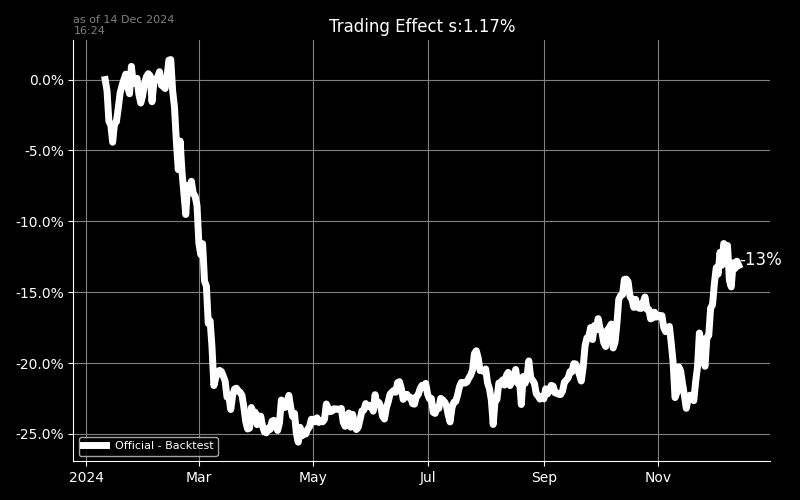 as of 14 Dec 2024
16:24
Trading Effect s:1.17%
0.0%
-5.0%
-10.0%
-15.0%
-20.0%
-25.0%
-13%
Official - Backtest
2024 Mar May Jul Sep Nov